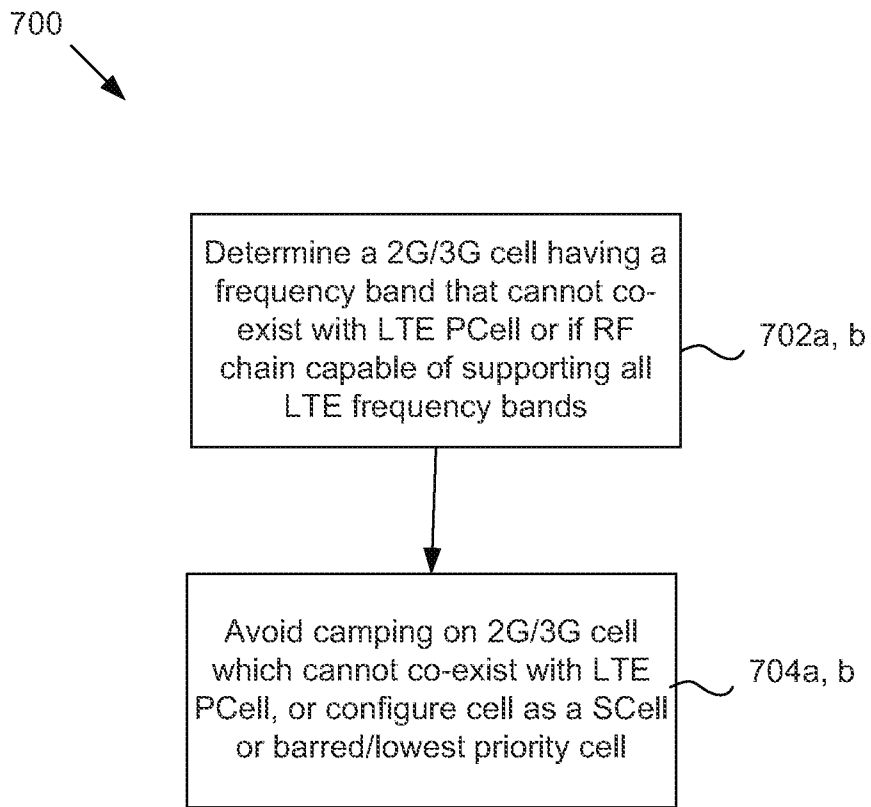 700
Determine a 2G/3G cell having a
frequency band that cannot co-
exist with LTE PCell or if RF
chain capable of supporting all
LTE frequency bands
702a, b
Avoid camping on 2G/3G cell
which cannot co-exist with LTE
PCell, or configure cell as a SCell
or barred/lowest priority cell
704a, b